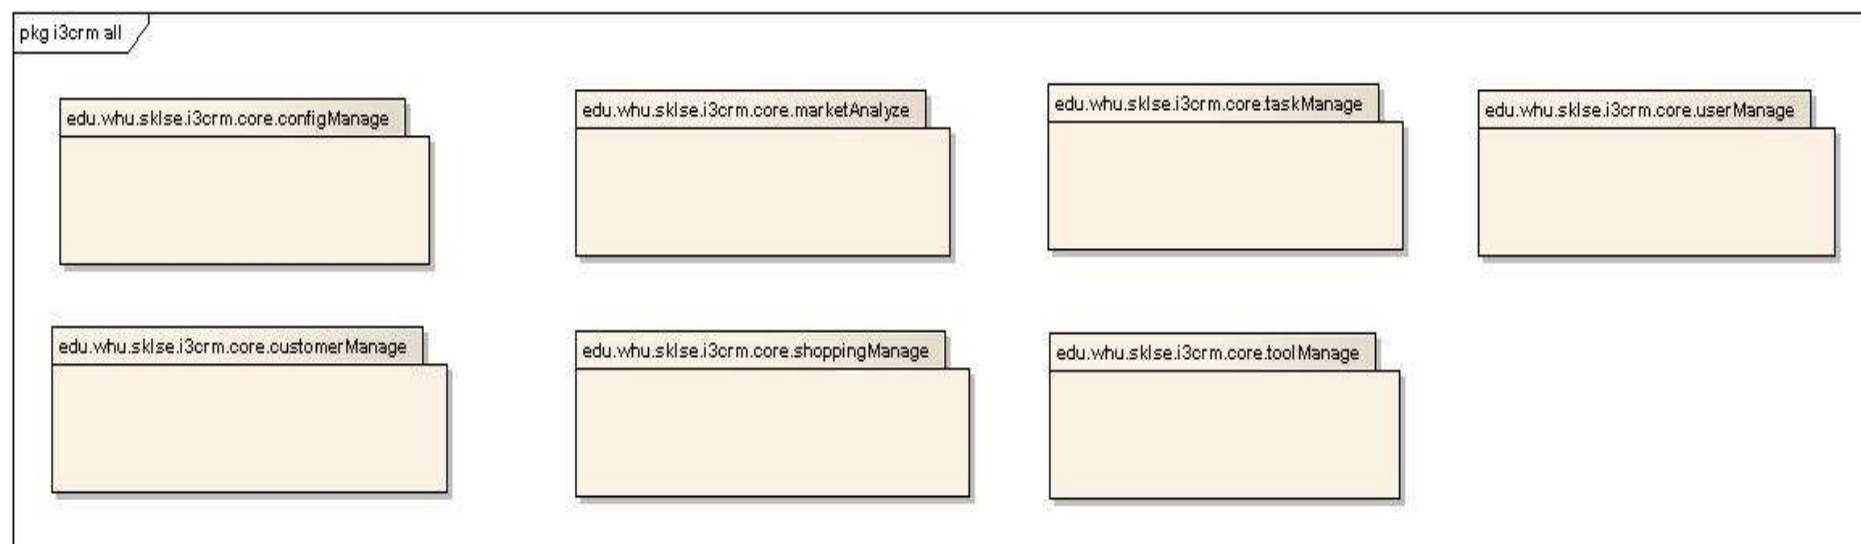 pkg i3crm all
edu.whu.sklse.i3crm.core.configManage
edu.whu.sklse.i3crm.core.marketAnalyze
edu.whu.sklse.i3crm.core.taskManage
edu.whu.sklse.i3crm.core.userManage
edu.whu.sklse.i3crm.core.customerManage
edu.whu.sklse.i3crm.core.shoppingManage
edu.whu.sklse.i3crm.core.toolManage